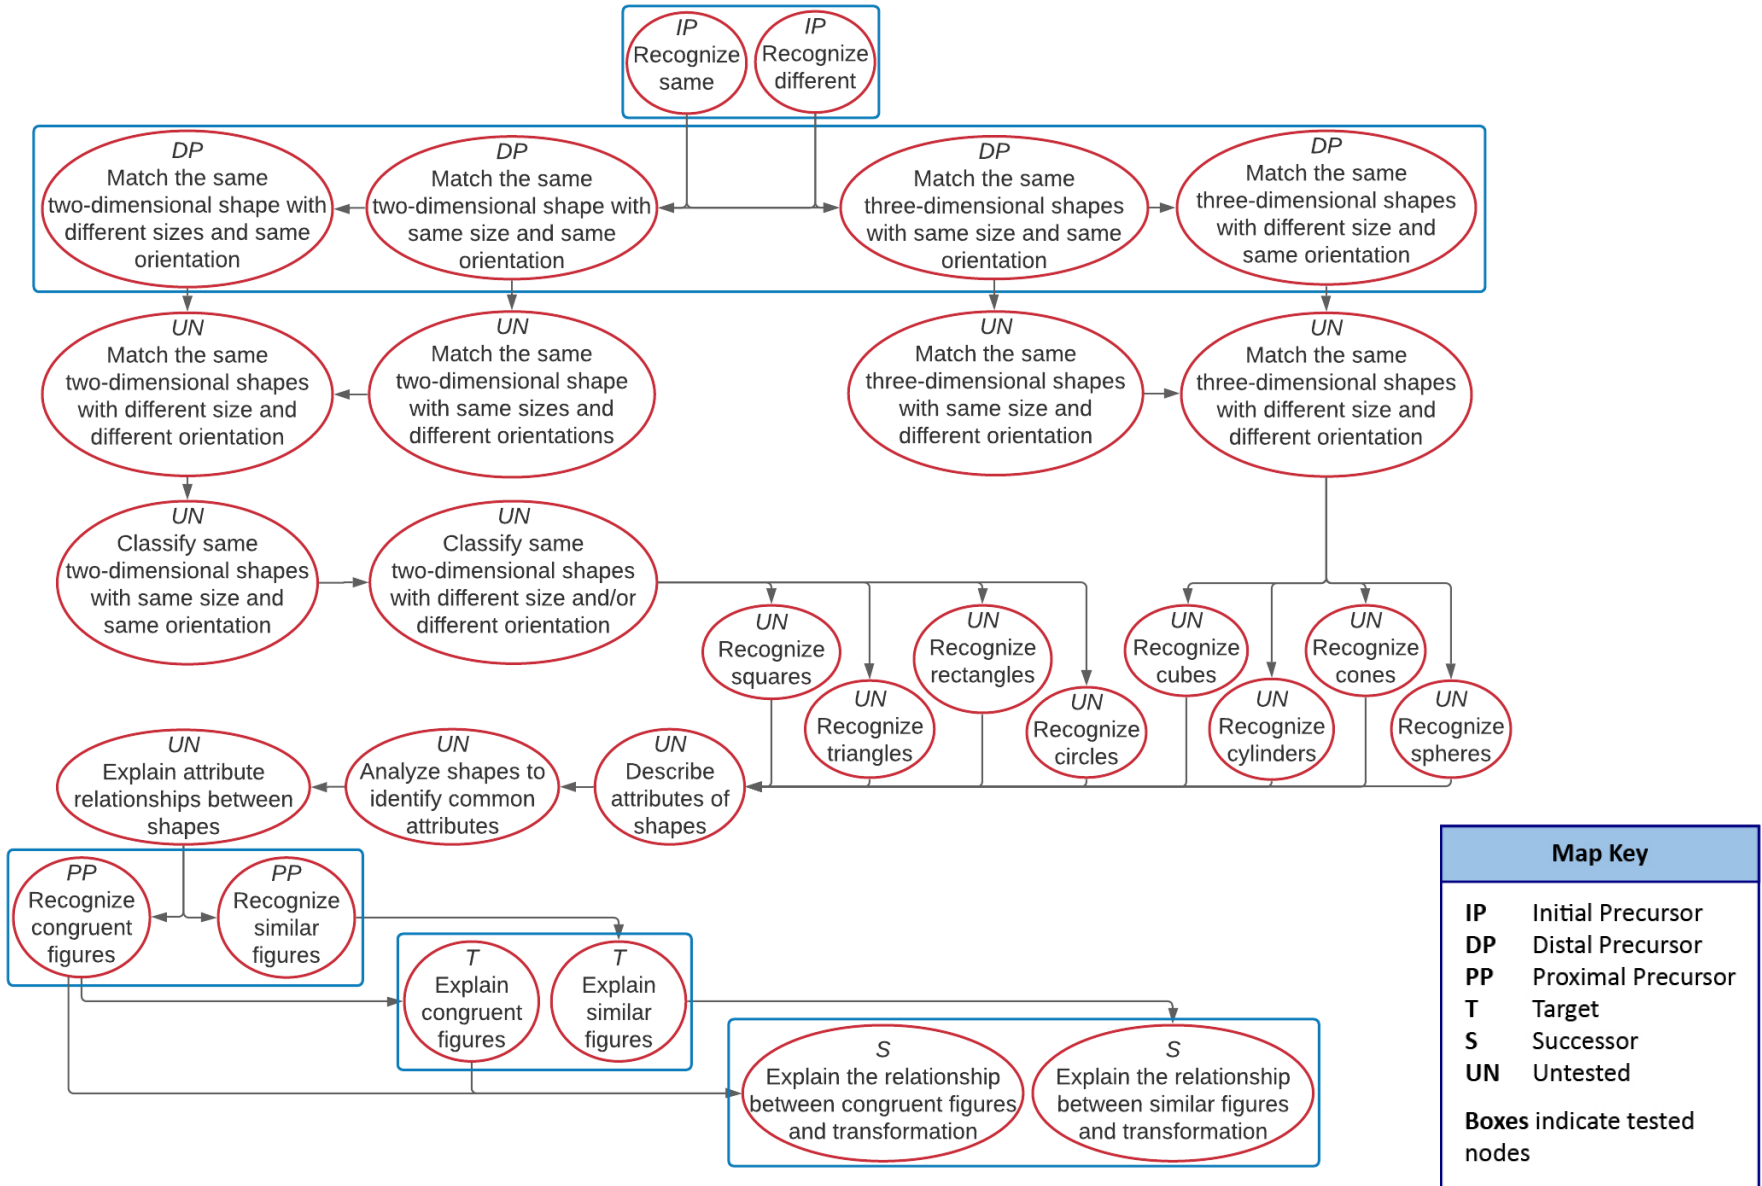 IP
Recognize
same
IP
Recognize
different
DP
Match the same
two-dimensional shape with
different sizes and same
orientation
DP
Match the same
two-dimensional shape with
same size and same
orientation
DP
Match the same
three-dimensional shapes
with same size and same
orientation
DP
Match the same
three-dimensional shapes
with different size and
same orientation
UN
Match the same
two-dimensional shapes
with different size and
different orientation
UN
Match the same
two-dimensional shape
with same sizes and
different orientations
UN
Match the same
three-dimensional shapes
with same size and
different orientation
UN
Match the same
three-dimensional shapes
with different size and
different orientation
UN
Classify same
two-dimensional shapes
with same size and
same orientation
UN
Classify same
two-dimensional shapes
with different size and/or
different orientation
UN
Recognize
squares
UN
Recognize
triangles
UN
Recognize
rectangles
UN
Recognize
circles
UN
Recognize
cubes
UN
Recognize
cylinders
UN
Recognize
cones
UN
Recognize
spheres
UN
Explain attribute
relationships between
shapes
UN
Analyze shapes to
identify common
attributes
UN
Describe
attributes of
shapes
PP
Recognize
congruent
figures
PP
Recognize
similar
figures
T
Explain
congruent
figures
T
Explain
similar
figures
S
Explain the relationship
between congruent figures
and transformation
S
Explain the relationship
between similar figures
and transformation
Map Key
IP Initial Precursor
DP Distal Precursor
PP Proximal Precursor
T Target
S Successor
UN Untested
Boxes indicate tested
nodes